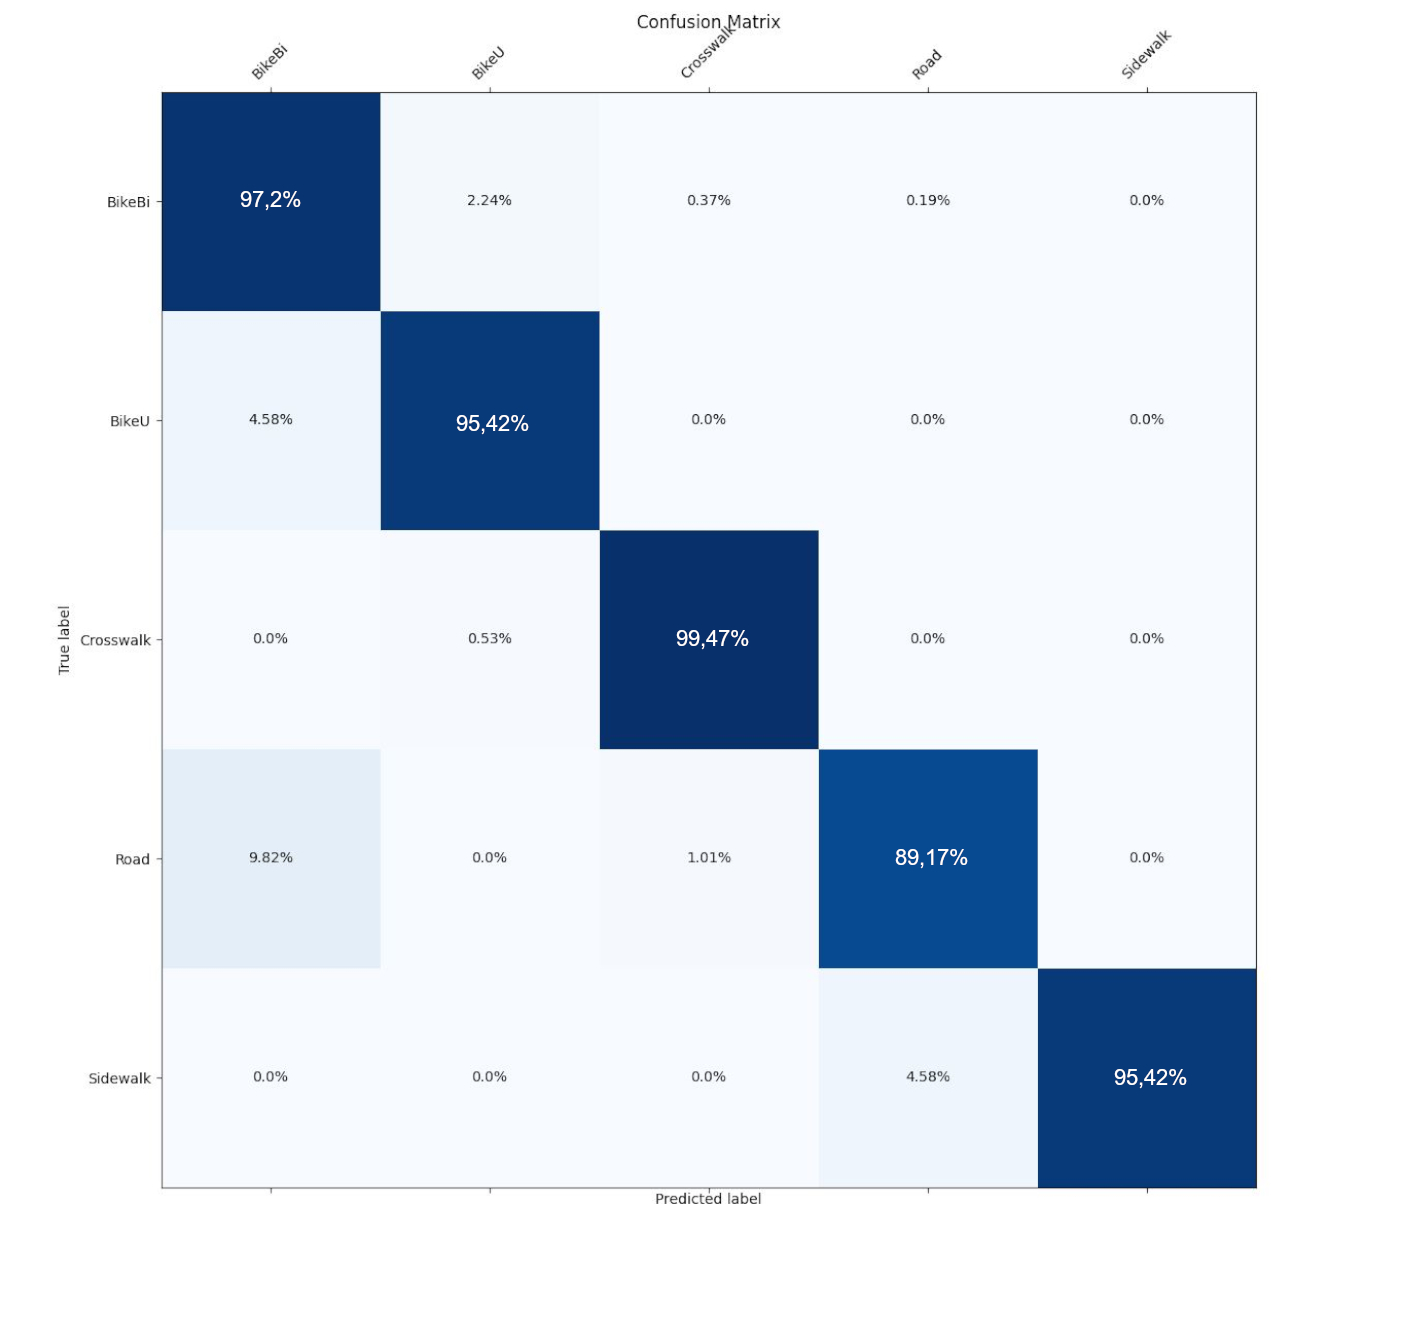 Confusion Matrix
BikeBi BikeU Crosswalk Road Sidewalk
BikeBi 97,2% 2.24% 0.37% 0.19% 0.0%
BikeU 4.58% 95,42% 0.0% 0.0% 0.0%
True label
Crosswalk 0.0% 0.53% 99,47% 0.0% 0.0%
Road 9.82% 0.0% 1.01% 89,17% 0.0%
Sidewalk 0.0% 0.0% 0.0% 4.58% 95,42%
Predicted label